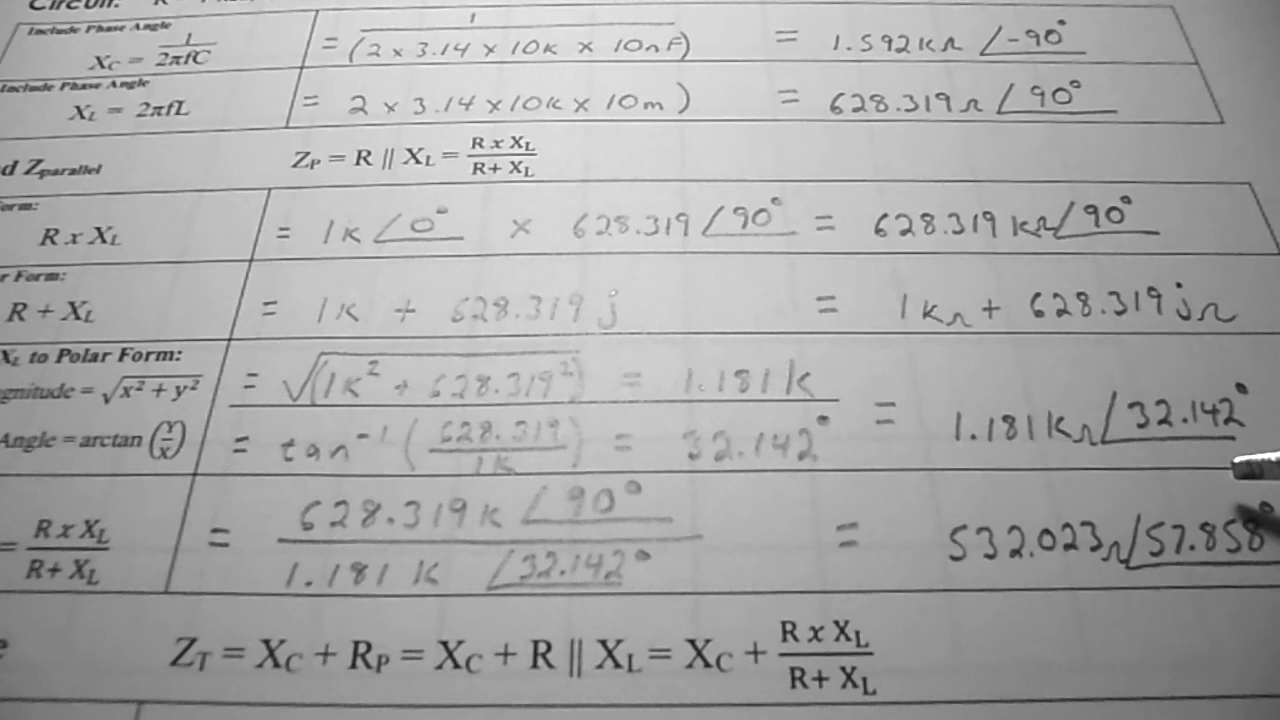 Include Phase Angle
X_C = 1/2πfC = 1/(2 x 3.14 x 10k x 10nF) = 1.592kΩ ∠-90°
Include Phase Angle
X_L = 2πfL = 2 x 3.14 x 10k x 10m) = 628.319Ω ∠90°
d Z_parallel Z_P = R || X_L = R x X_L / R + X_L
orm:
R x X_L = 1k ∠0° x 628.319 ∠90° = 628.319 kΩ ∠90°
r Form:
R + X_L = 1k + 628.319j = 1kΩ + 628.319jΩ
X_L to Polar Form:
gnitude = √x² + y² = √(1k² + 628.319²) = 1.181k
Angle = arctan (y/x) = tan⁻¹ (628.319/1k) = 32.142° = 1.181kΩ ∠32.142°
= R x X_L / R + X_L = 628.319k ∠90° / 1.181k ∠32.142° = 532.023Ω ∠57.858°
Z_T = X_C + R_P = X_C + R || X_L = X_C + R x X_L / R + X_L